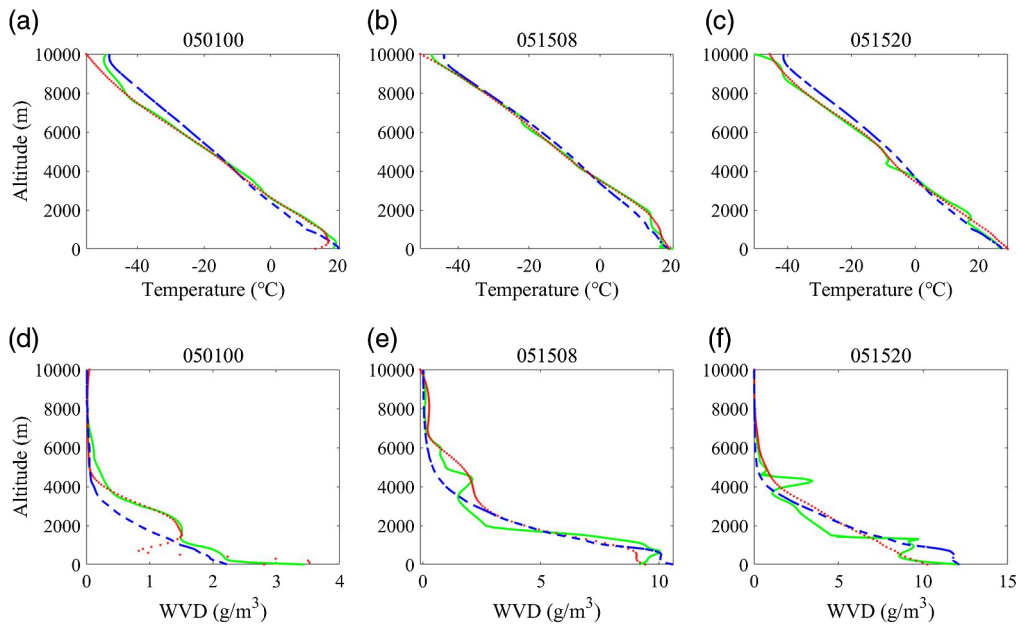 (a) (b) (c)
050100 051508 051520
10000 10000 10000
8000 8000 8000
6000 6000 6000
4000 4000 4000
2000 2000 2000
0 0 0
Altitude (m)
-40 -20 0 20 -40 -20 0 20 -40 -20 0 20
Temperature (°C) Temperature (°C) Temperature (°C)
(d) (e) (f)
050100 051508 051520
10000 10000 10000
8000 8000 8000
6000 6000 6000
4000 4000 4000
2000 2000 2000
0 0 0
Altitude (m)
0 1 2 3 4 0 5 10 0 5 10 15
WVD (g/m³) WVD (g/m³) WVD (g/m³)